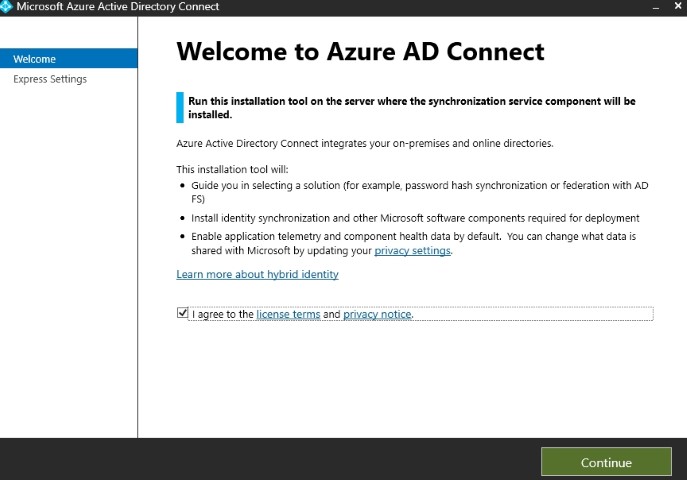 Microsoft Azure Active Directory Connect
Welcome
Express Settings
Welcome to Azure AD Connect
Run this installation tool on the server where the synchronization service component will be
installed.
Azure Active Directory Connect integrates your on-premises and online directories.
This installation tool will:
• Guide you in selecting a solution (for example, password hash synchronization or federation with AD
FS)
• Install identity synchronization and other Microsoft software components required for deployment
• Enable application telemetry and component health data by default. You can change what data is
shared with Microsoft by updating your privacy settings.
Learn more about hybrid identity
I agree to the license terms and privacy notice.
Continue